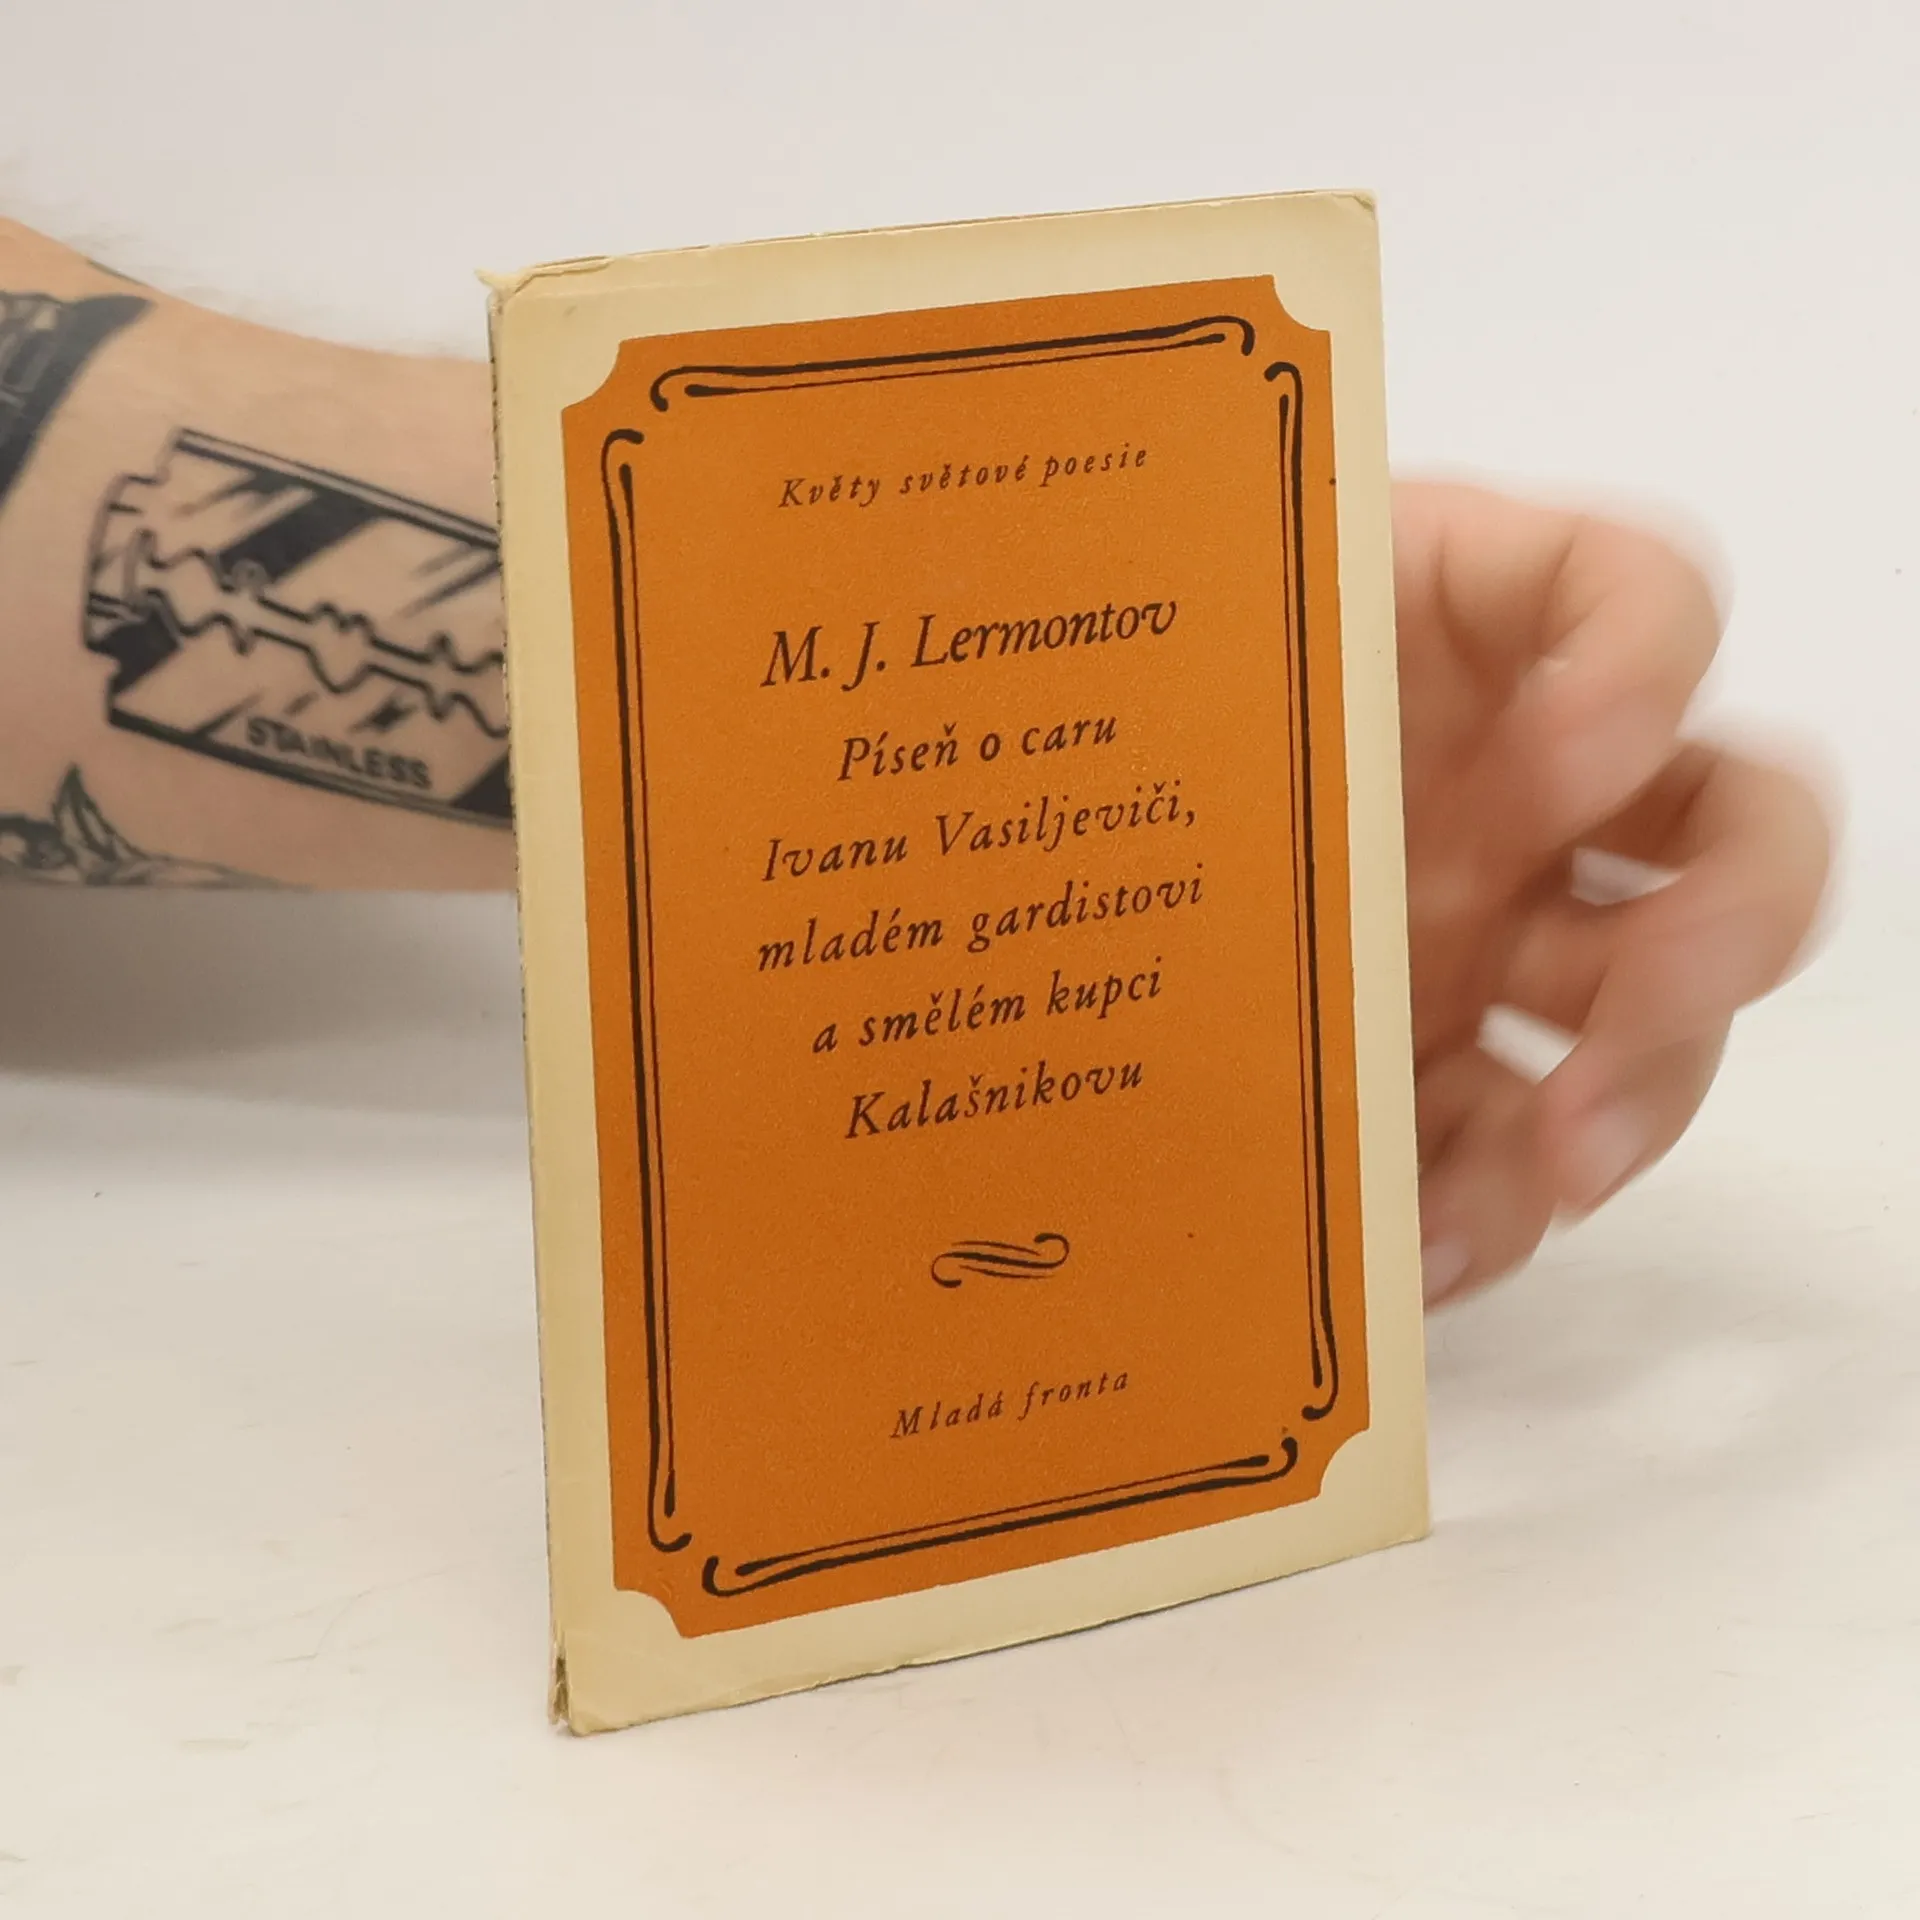 Květy světové poesie
M. J. Lermontov
Píseň o caru
Ivanu Vasiljeviči,
mladém gardistovi
a smělém kupci
Kalašnikovu
Mladá fronta
STAINLESS